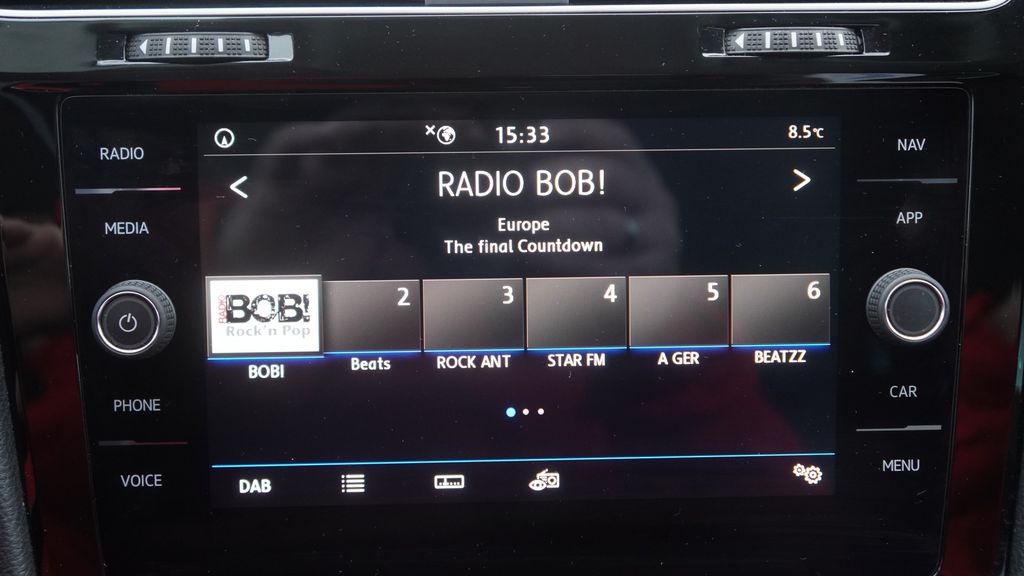 15:33
8.5°C
RADIO
MEDIA
PHONE
VOICE
RADIO BOB!
Europe
The final Countdown
RADIO
BOB!
Rock'n Pop
2
3
4
5
6
BOB!
Beats
ROCK ANT
STAR FM
A GER
BEATZZ
DAB
NAV
APP
CAR
MENU